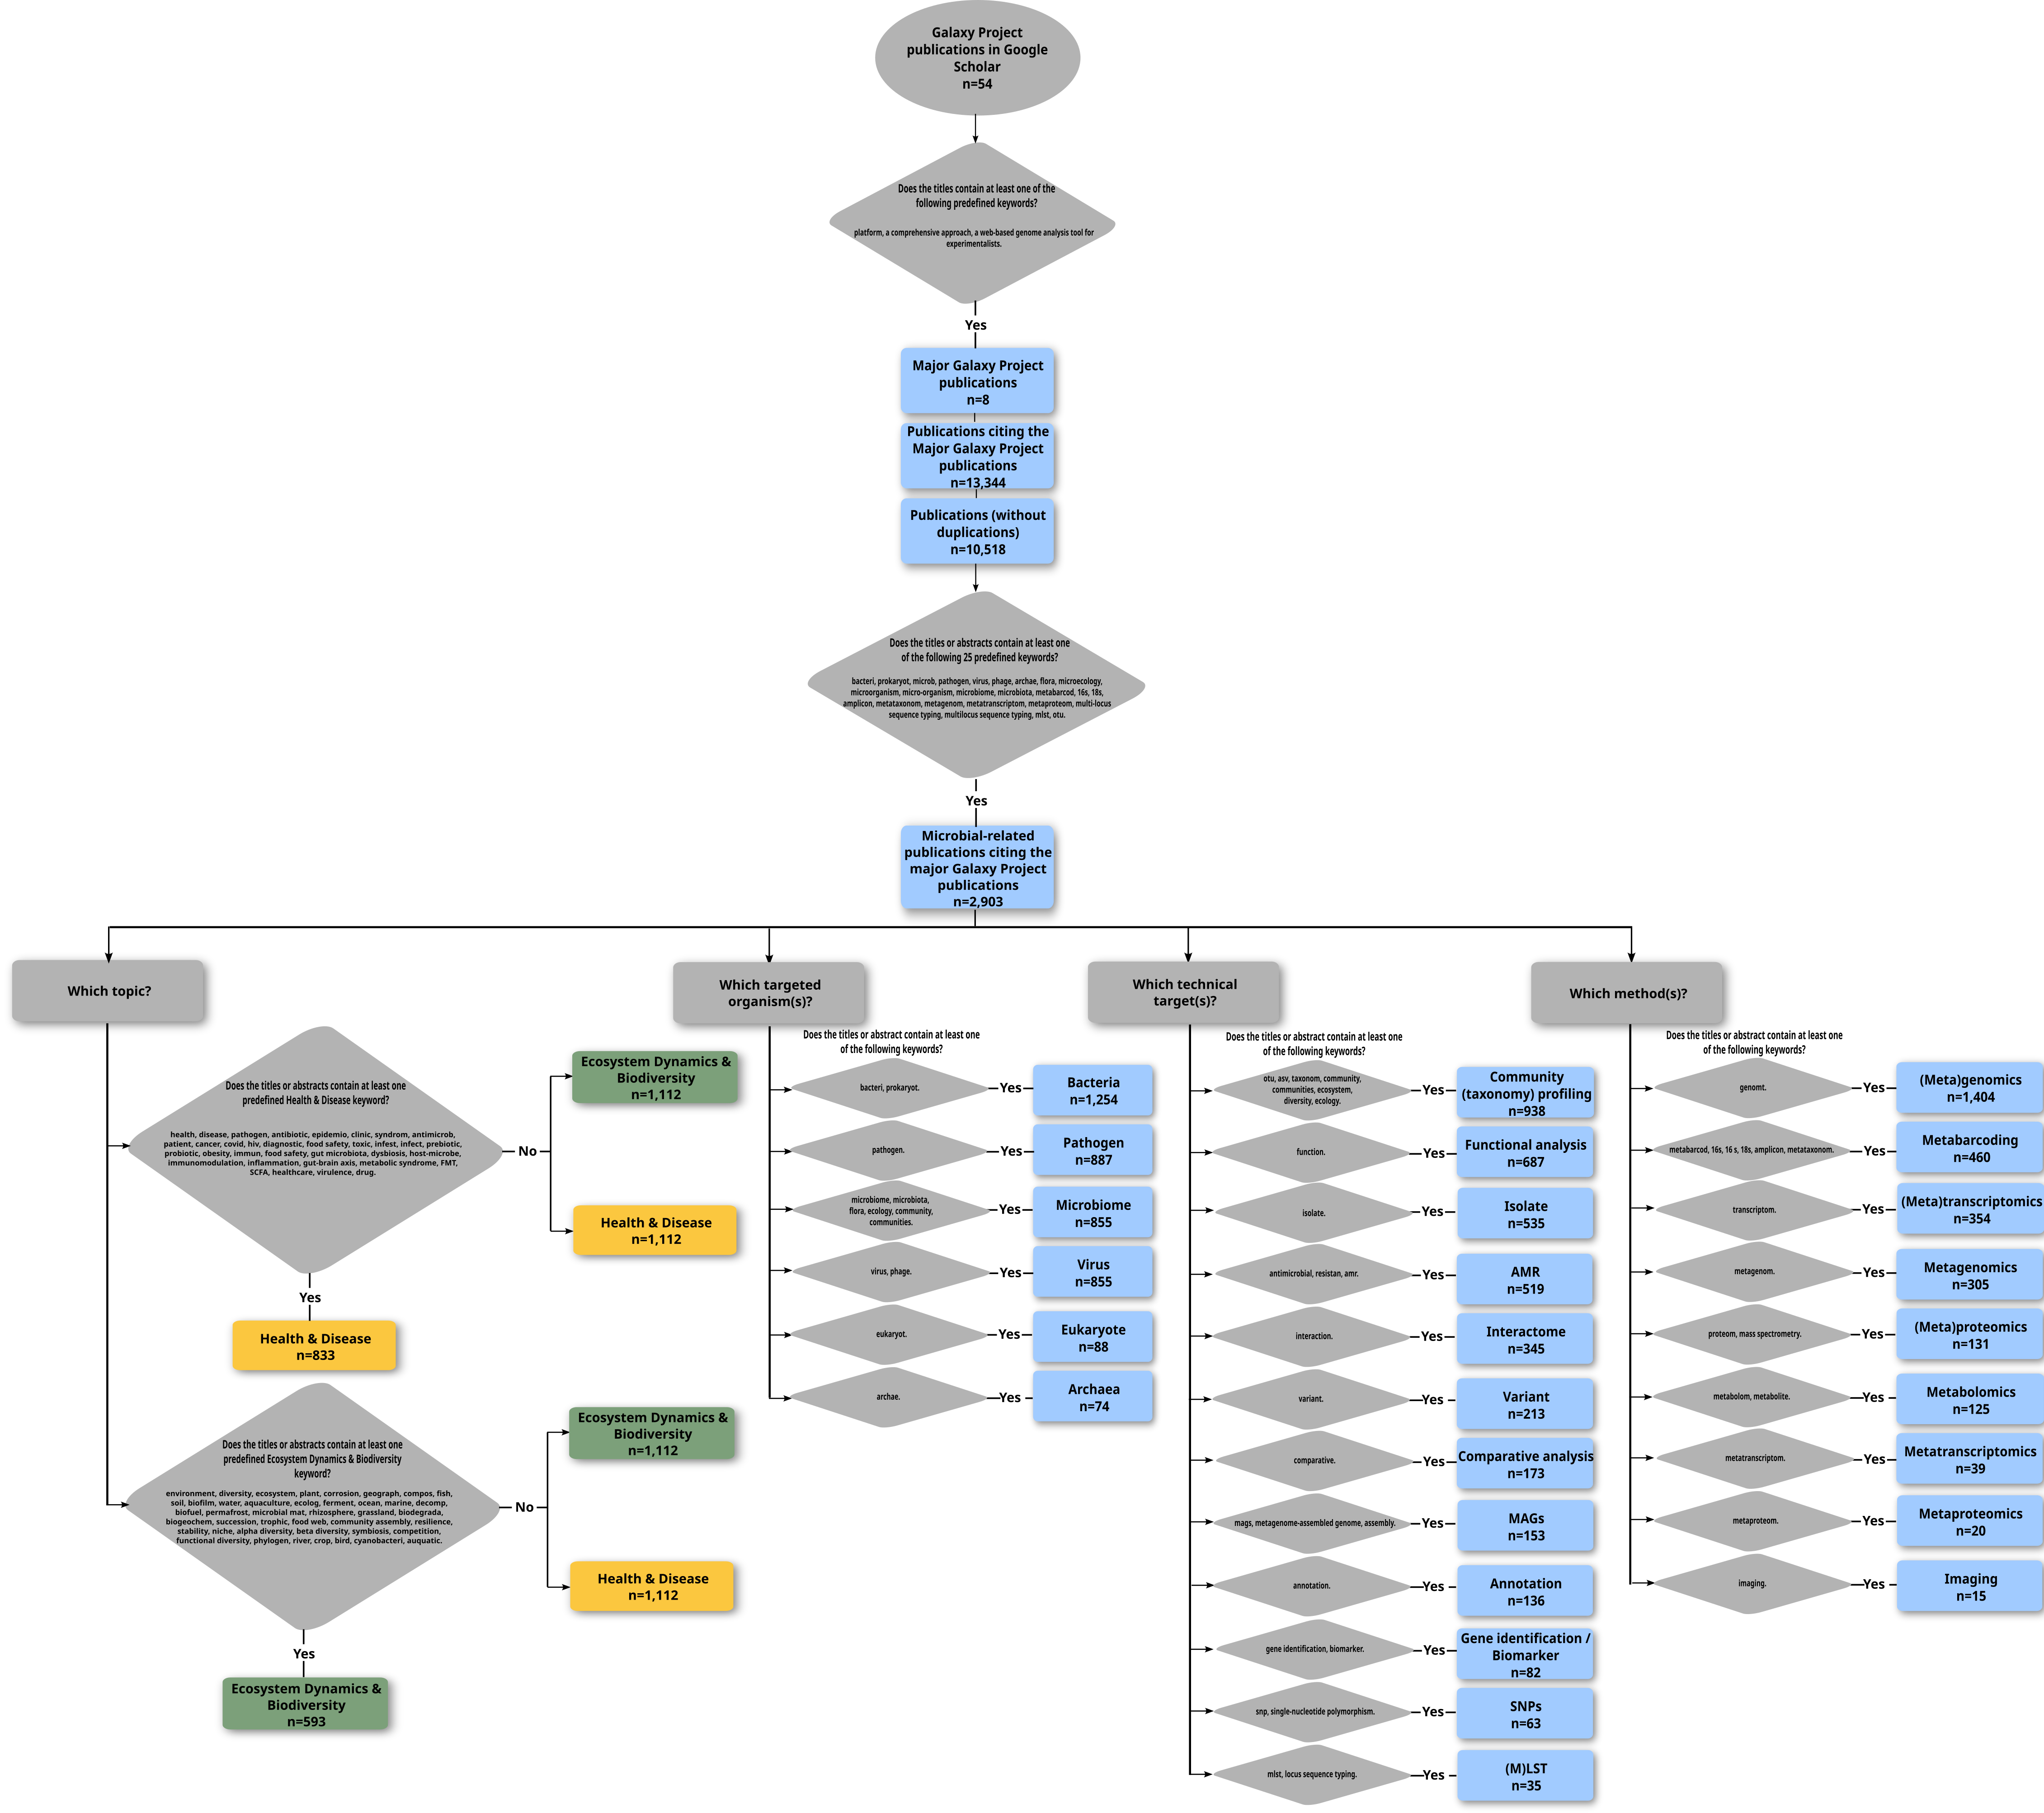 Galaxy Project
publications in Google
Scholar
n=54
Does the titles contain at least one of the
following predefined keywords?
platform, a comprehensive approach, a web-based genome analysis tool for
experimentalists.
Yes
Major Galaxy Project
publications
n=8
Publications citing the
Major Galaxy Project
publications
n=13,344
Publications (without
duplications)
n=10,518
Does the titles or abstracts contain at least one
of the following 25 predefined keywords?
bacteri, prokaryot, microb, pathogen, virus, phage, archae, flora, microecology,
microorganism, micro-organism, microbiome, microbiota, metabarcod, 16s, 18s,
amplicon, metataxonom, metagenom, metatranscriptom, metaproteom, multi-locus
sequence typing, multilocus sequence typing, mlst, otu.
Yes
Microbial-related
publications citing the
major Galaxy Project
publications
n=2,903
Which topic?
Does the titles or abstracts contain at least one
predefined Health & Disease keyword?
health, disease, pathogen, antibiotic, epidemio, clinic, syndrom, antimicrob,
patient, cancer, covid, hiv, diagnostic, food safety, toxic, infest, infect, prebiotic,
probiotic, obesity, immun, food safety, gut microbiota, dysbiosis, host-microbe,
immunomodulation, inflammation, gut-brain axis, metabolic syndrome, FMT,
SCFA, healthcare, virulence, drug.
No
Ecosystem Dynamics &
Biodiversity
n=1,112
Health & Disease
n=1,112
Yes
Health & Disease
n=833
Does the titles or abstracts contain at least one
predefined Ecosystem Dynamics & Biodiversity
keyword?
environment, diversity, ecosystem, plant, corrosion, geograph, compos, fish,
soil, biofilm, water, aquaculture, ecolog, ferment, ocean, marine, decomp,
biofuel, permafrost, microbial mat, rhizosphere, grassland, biodegrada,
biogeochem, succession, trophic, food web, community assembly, resilience,
stability, niche, alpha diversity, beta diversity, symbiosis, competition,
functional diversity, phylogen, river, crop, bird, cyanobacteri, auquatic.
No
Ecosystem Dynamics &
Biodiversity
n=1,112
Health & Disease
n=1,112
Yes
Ecosystem Dynamics &
Biodiversity
n=593
Which targeted
organism(s)?
Does the titles or abstract contain at least one
of the following keywords?
bacteri, prokaryot.
Yes
Bacteria
n=1,254
pathogen.
Yes
Pathogen
n=887
microbiome, microbiota,
flora, ecology, community,
communities.
Yes
Microbiome
n=855
virus, phage.
Yes
Virus
n=855
eukaryot.
Yes
Eukaryote
n=88
archae.
Yes
Archaea
n=74
Which technical
target(s)?
Does the titles or abstract contain at least one
of the following keywords?
otu, asv, taxonom, community,
communities, ecosystem,
diversity, ecology.
Yes
Community
(taxonomy) profiling
n=938
function.
Yes
Functional analysis
n=687
isolate.
Yes
Isolate
n=535
antimicrobial, resistan, amr.
Yes
AMR
n=519
interaction.
Yes
Interactome
n=345
variant.
Yes
Variant
n=213
comparative.
Yes
Comparative analysis
n=173
mags, metagenome-assembled genome, assembly.
Yes
MAGs
n=153
annotation.
Yes
Annotation
n=136
gene identification, biomarker.
Yes
Gene identification /
Biomarker
n=82
snp, single-nucleotide polymorphism.
Yes
SNPs
n=63
mlst, locus sequence typing.
Yes
(M)LST
n=35
Which method(s)?
Does the titles or abstract contain at least one
of the following keywords?
genomt.
Yes
(Meta)genomics
n=1,404
metabarcod, 16s, 16 s, 18s, amplicon, metataxonom.
Yes
Metabarcoding
n=460
transcriptom.
Yes
(Meta)transcriptomics
n=354
metagenom.
Yes
Metagenomics
n=305
proteom, mass spectrometry.
Yes
(Meta)proteomics
n=131
metabolom, metabolite.
Yes
Metabolomics
n=125
metatranscriptom.
Yes
Metatranscriptomics
n=39
metaproteom.
Yes
Metaproteomics
n=20
imaging.
Yes
Imaging
n=15